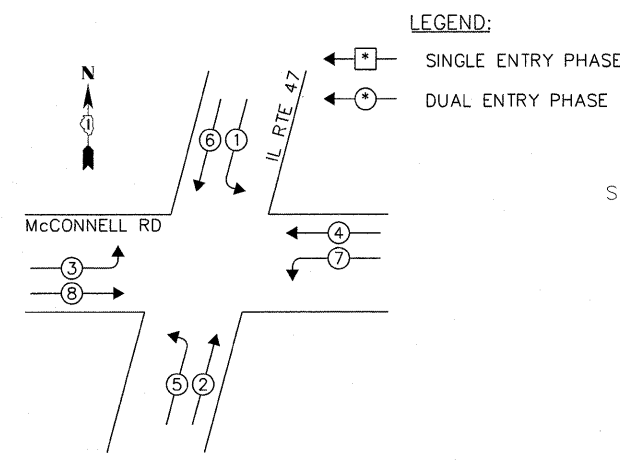 LEGEND:
* SINGLE ENTRY PHASE
* DUAL ENTRY PHASE
N
IL RTE 47
6 1
S
McCONNELL RD
4
3 7
8
5 2